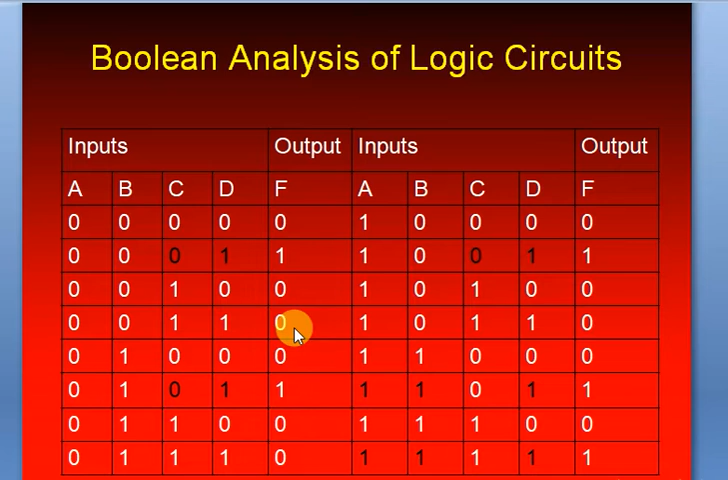 Boolean Analysis of Logic Circuits
Inputs Output Inputs Output
A B C D F A B C D F
0 0 0 0 0 1 0 0 0 0
0 0 0 1 1 1 0 0 1 1
0 0 1 0 0 1 0 1 0 0
0 0 1 1 0 1 0 1 1 0
0 1 0 0 0 1 1 0 0 0
0 1 0 1 1 1 1 0 1 1
0 1 1 0 0 1 1 1 0 0
0 1 1 1 0 1 1 1 1 1